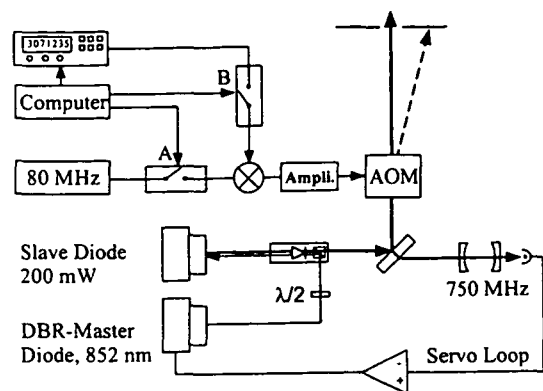 3071235
B
Computer
A
80 MHz
Ampli.
AOM
Slave Diode
200 mW
λ/2
750 MHz
DBR-Master
Diode, 852 nm
Servo Loop
-
+